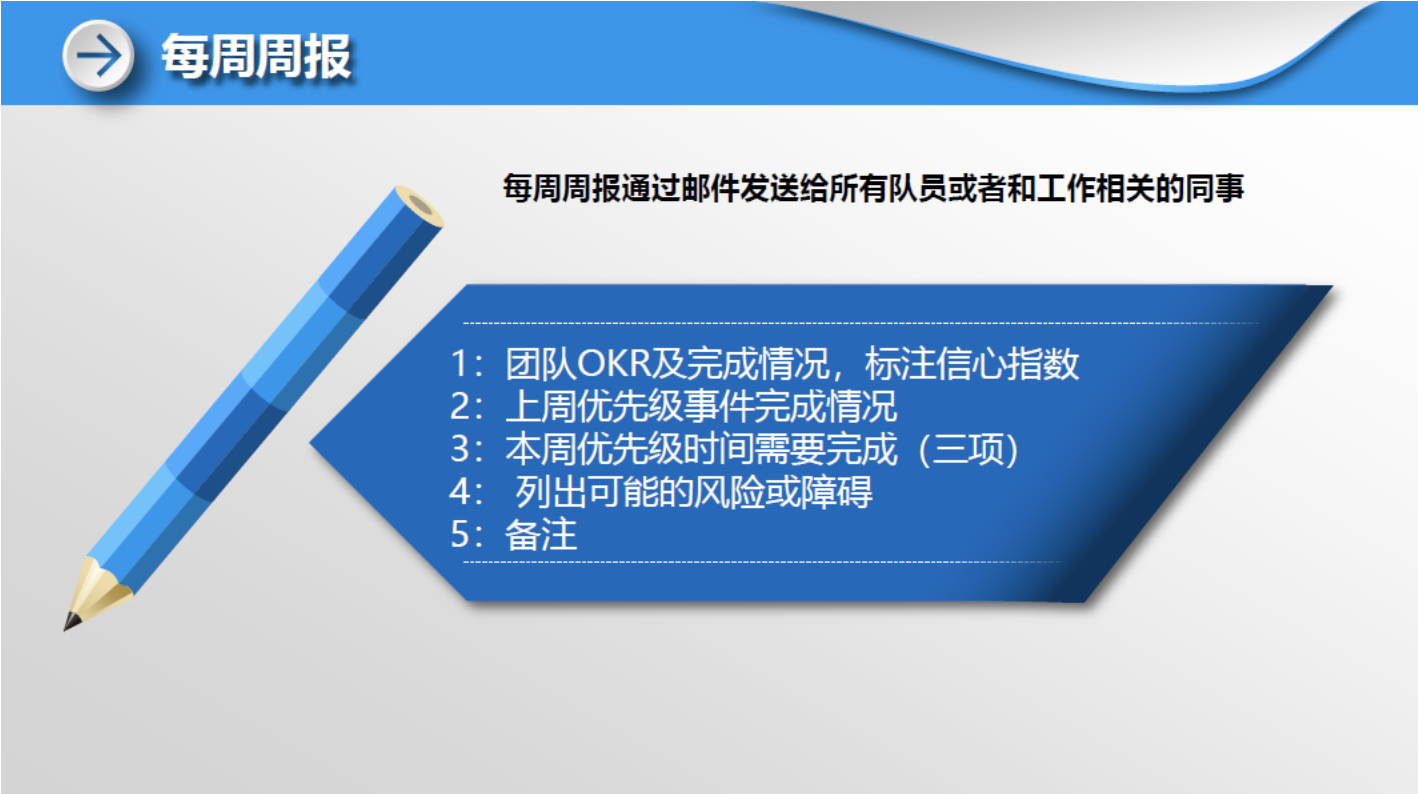 每周周报
每周周报通过邮件发送给所有队员或者和工作相关的同事
1：团队OKR及完成情况，标注信心指数
2：上周优先级事件完成情况
3：本周优先级时间需要完成（三项）
4： 列出可能的风险或障碍
5：备注